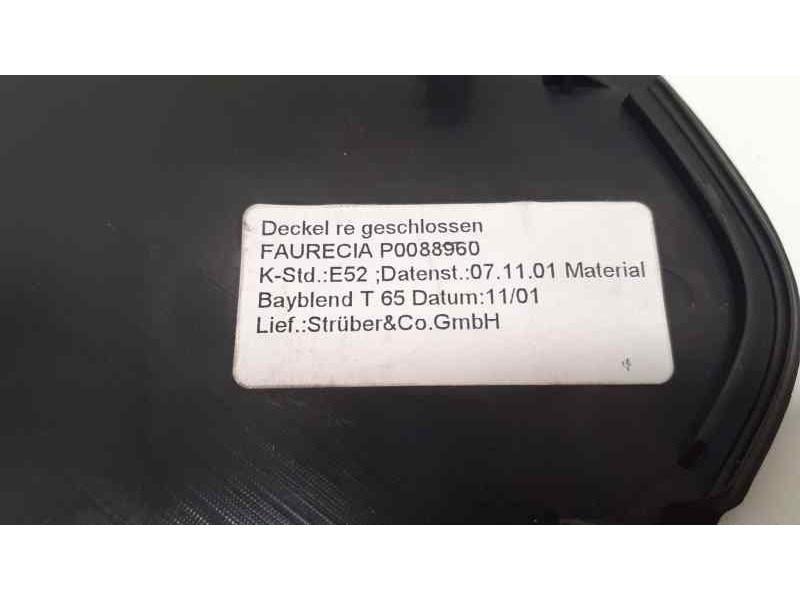 Deckel re geschlossen
FAURECIA P0088960
K-Std.:E52 ;Datenst.:07.11.01 Material
Bayblend T 65 Datum:11/01
Lief.:Strüber&Co.GmbH